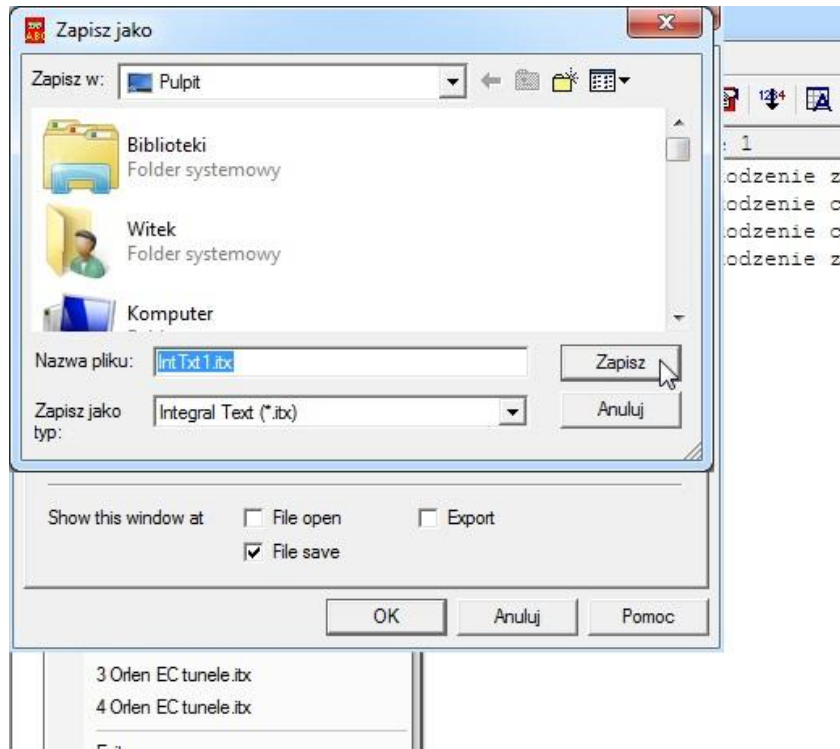 Zapisz jako
Zapisz w: Pulpit
1234
Biblioteki
Folder systemowy
Witek
Folder systemowy
Komputer
Nazwa pliku: IntTxt1.itx Zapisz
Zapisz jako typ: Integral Text (*.itx) Anuluj
1
odzenie z
odzenie
odzenie
odzenie z
Show this window at File open Export
File save
OK Anuluj Pomoc
3 Orlen EC tunele.itx
4 Orlen EC tunele.itx